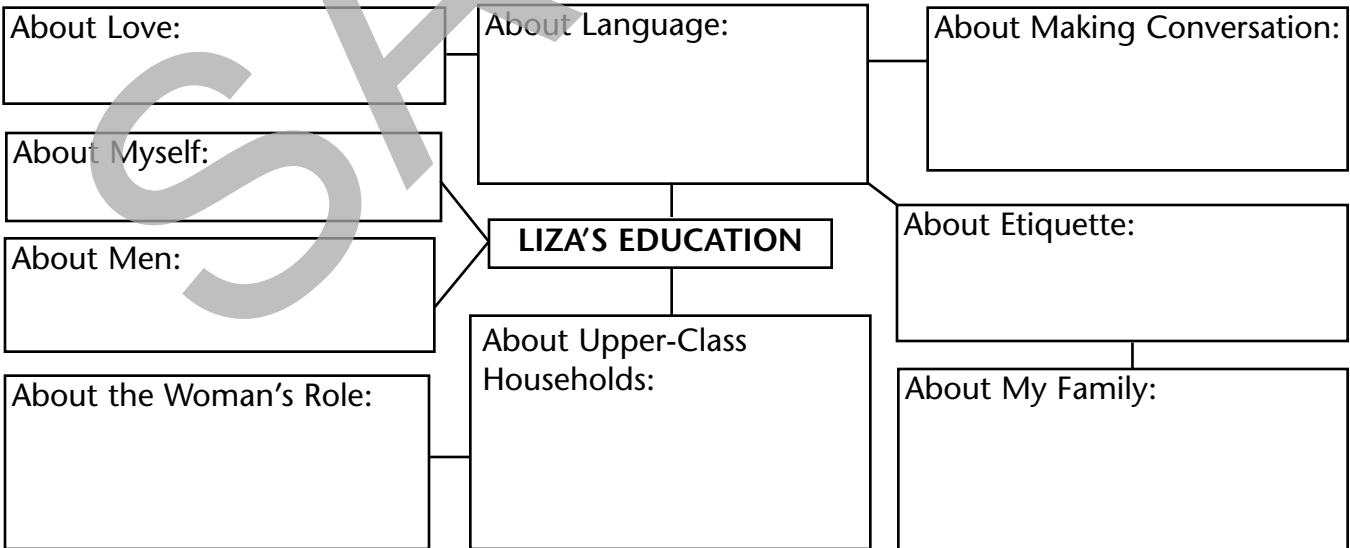 About Love:
About Language:
About Making Conversation:
About Myself:
LIZA'S EDUCATION
About Etiquette:
About Men:
About Upper-Class
Households:
About the Woman's Role:
About My Family: